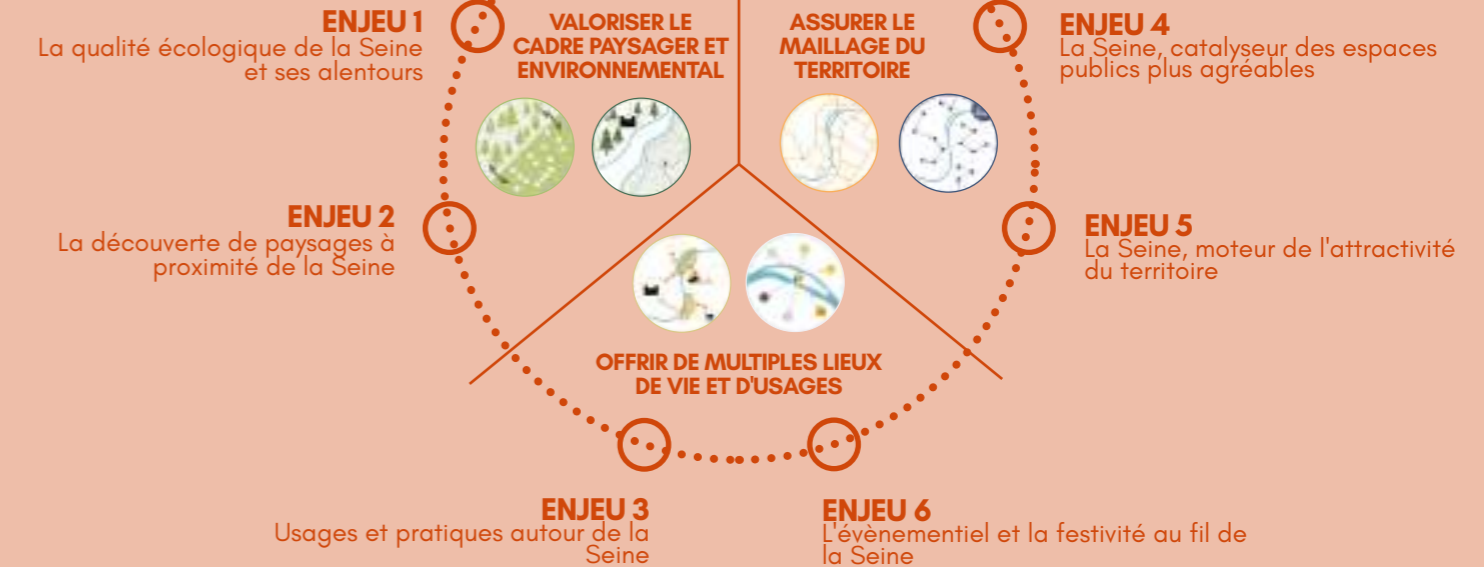 ENJEU 1
La qualité écologique de la Seine
et ses alentours
VALORISER LE
CADRE PAYSAGER ET
ENVIRONNEMENTAL
ASSURER LE
MAILLAGE DU
TERRITOIRE
ENJEU 4
La Seine, catalyseur des espaces
publics plus agréables
ENJEU 2
La découverte de paysages à
proximité de la Seine
ENJEU 5
La Seine, moteur de l'attractivité
du territoire
OFFRIR DE MULTIPLES LIEUX
DE VIE ET D'USAGES
ENJEU 3
Usages et pratiques autour de la
Seine
ENJEU 6
L'évènementiel et la festivité au fil de
la Seine